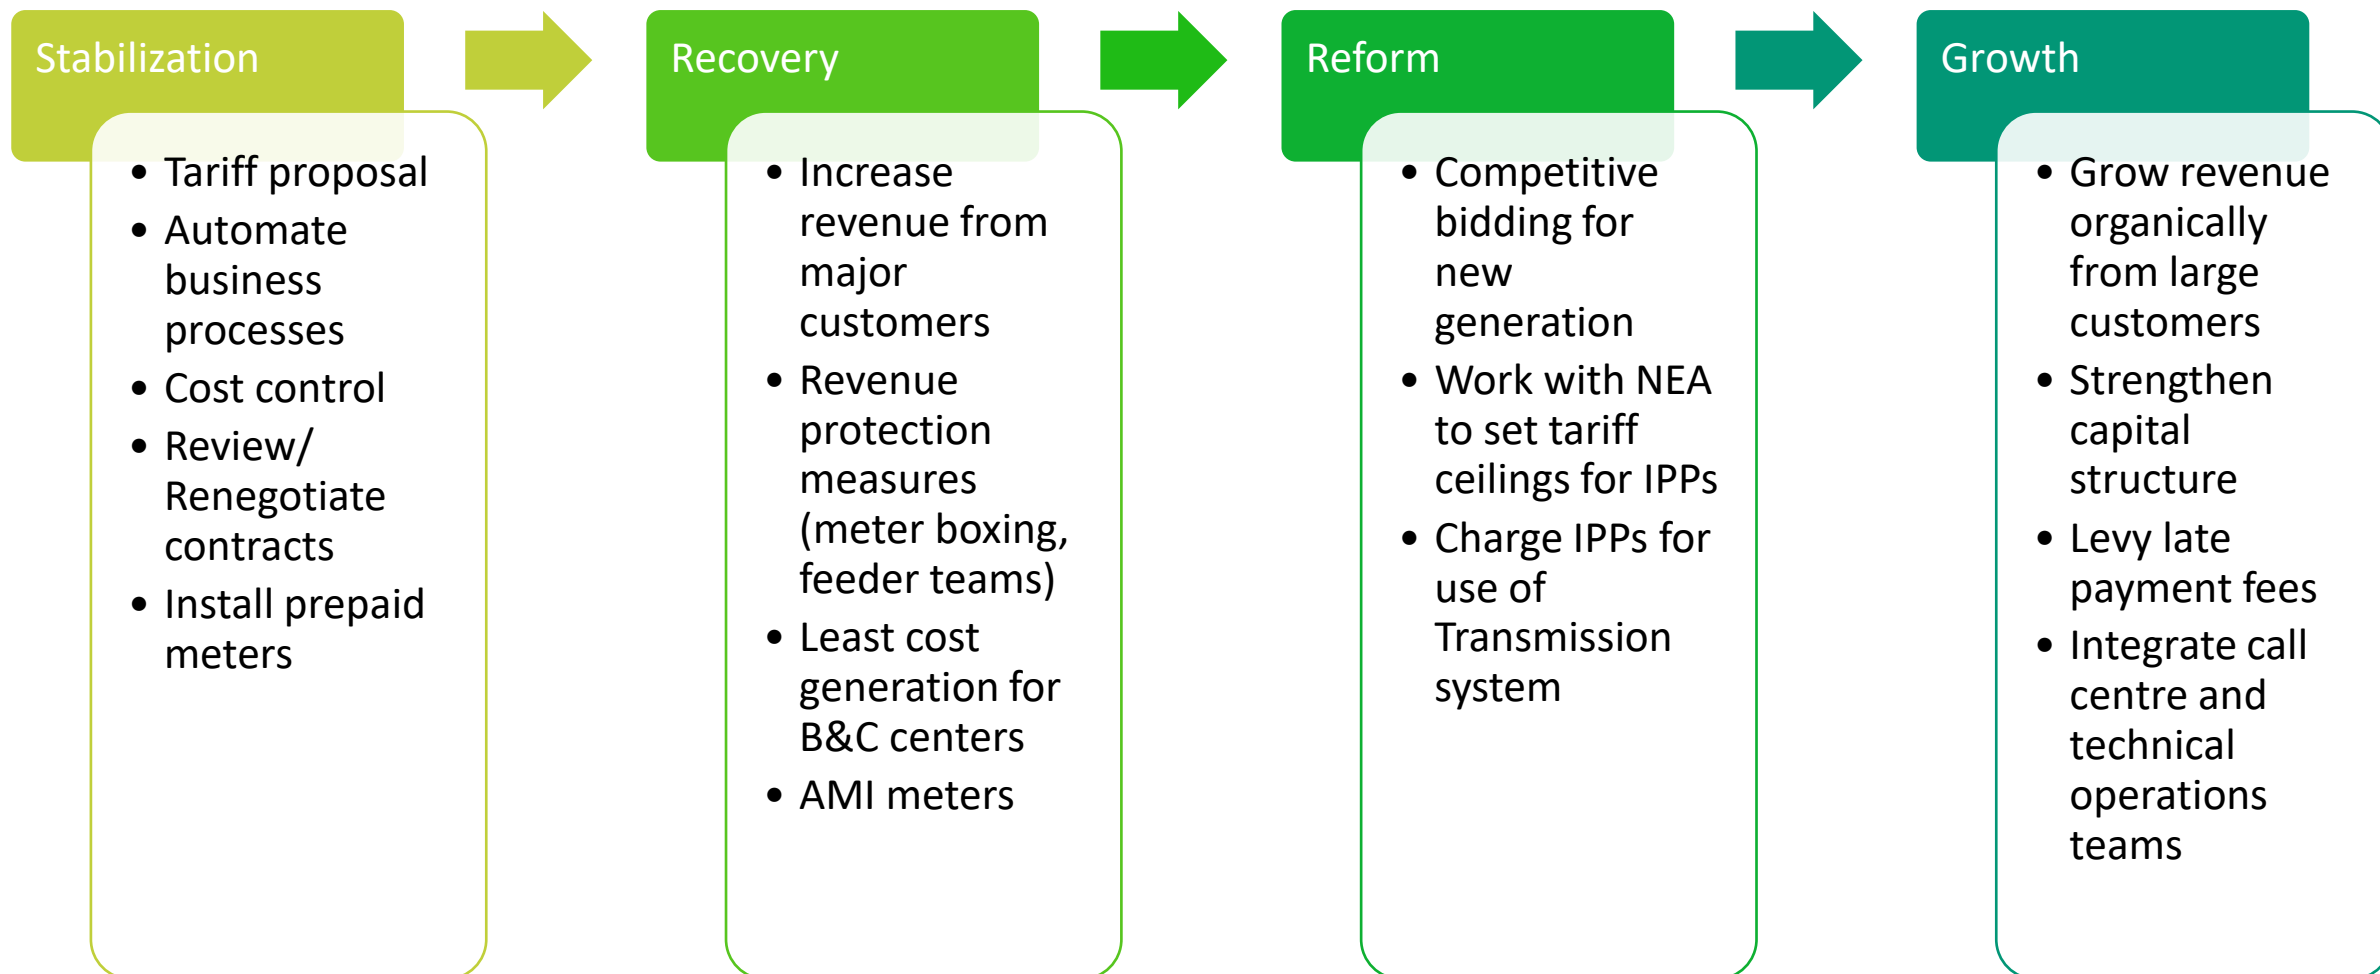 Stabilization
• Tariff proposal
• Automate
business
processes
• Cost control
• Review/
Renegotiate
contracts
• Install prepaid
meters
Recovery
• Increase
revenue from
major
customers
• Revenue
protection
measures
(meter boxing,
feeder teams)
• Least cost
generation for
B&C centers
• AMI meters
Reform
• Competitive
bidding for
new
generation
• Work with NEA
to set tariff
ceilings for IPPs
• Charge IPPs for
use of
Transmission
system
Growth
• Grow revenue
organically
from large
customers
• Strengthen
capital
structure
• Levy late
payment fees
• Integrate call
centre and
technical
operations
teams